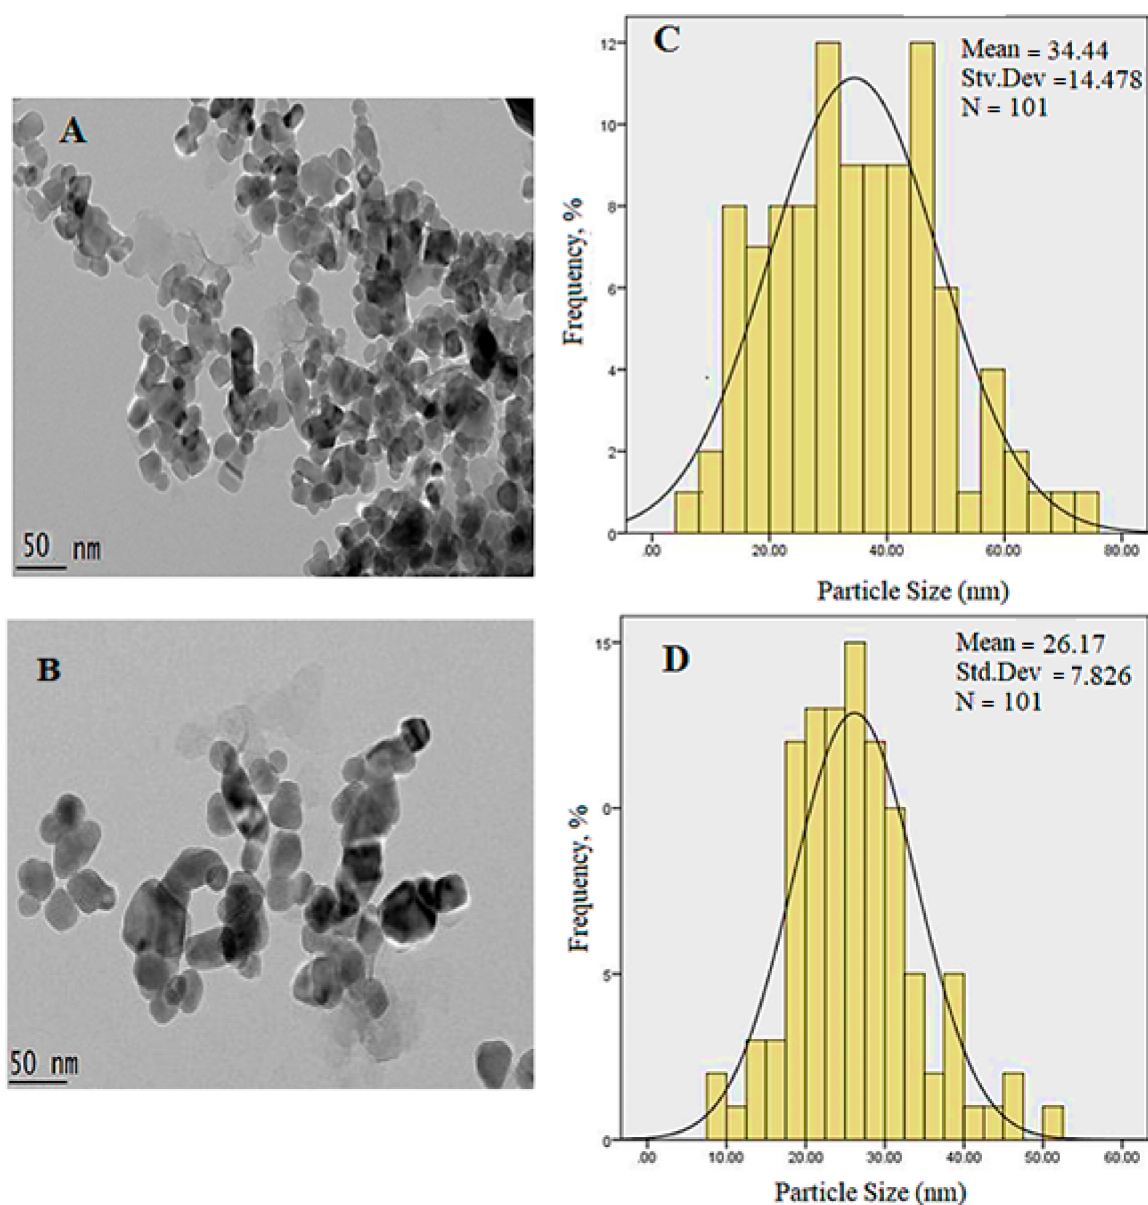 A
50 nm
C
Mean = 34.44
Stv.Dev =14.478
N = 101
Frequency, %
12
10
8
6
4
2
0
.00 20.00 40.00 60.00 80.00
Particle Size (nm)
B
50 nm
D
Mean = 26.17
Std.Dev = 7.826
N = 101
Frequency, %
15
0
5
0
.00 10.00 20.00 30.00 40.00 50.00 60.00
Particle Size (nm)